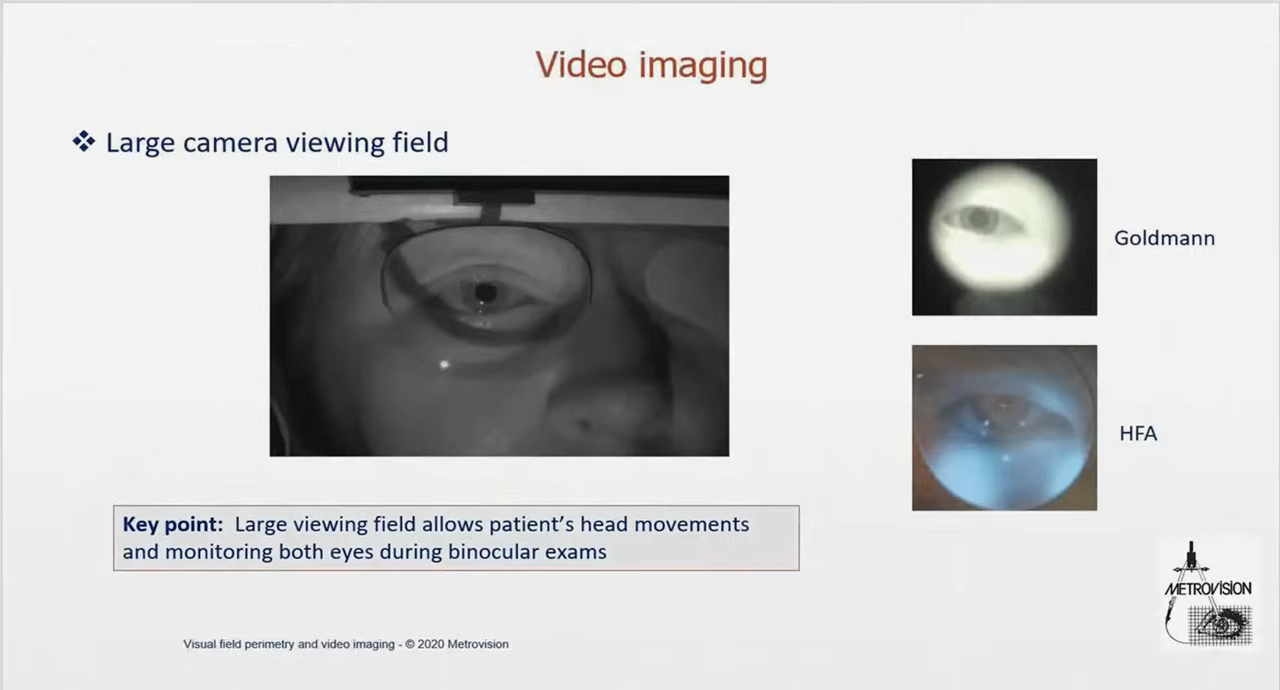 Video imaging
❖ Large camera viewing field
Goldmann
HFA
Key point: Large viewing field allows patient’s head movements
and monitoring both eyes during binocular exams
METROVISION
Visual field perimetry and video imaging - © 2020 Metrovision